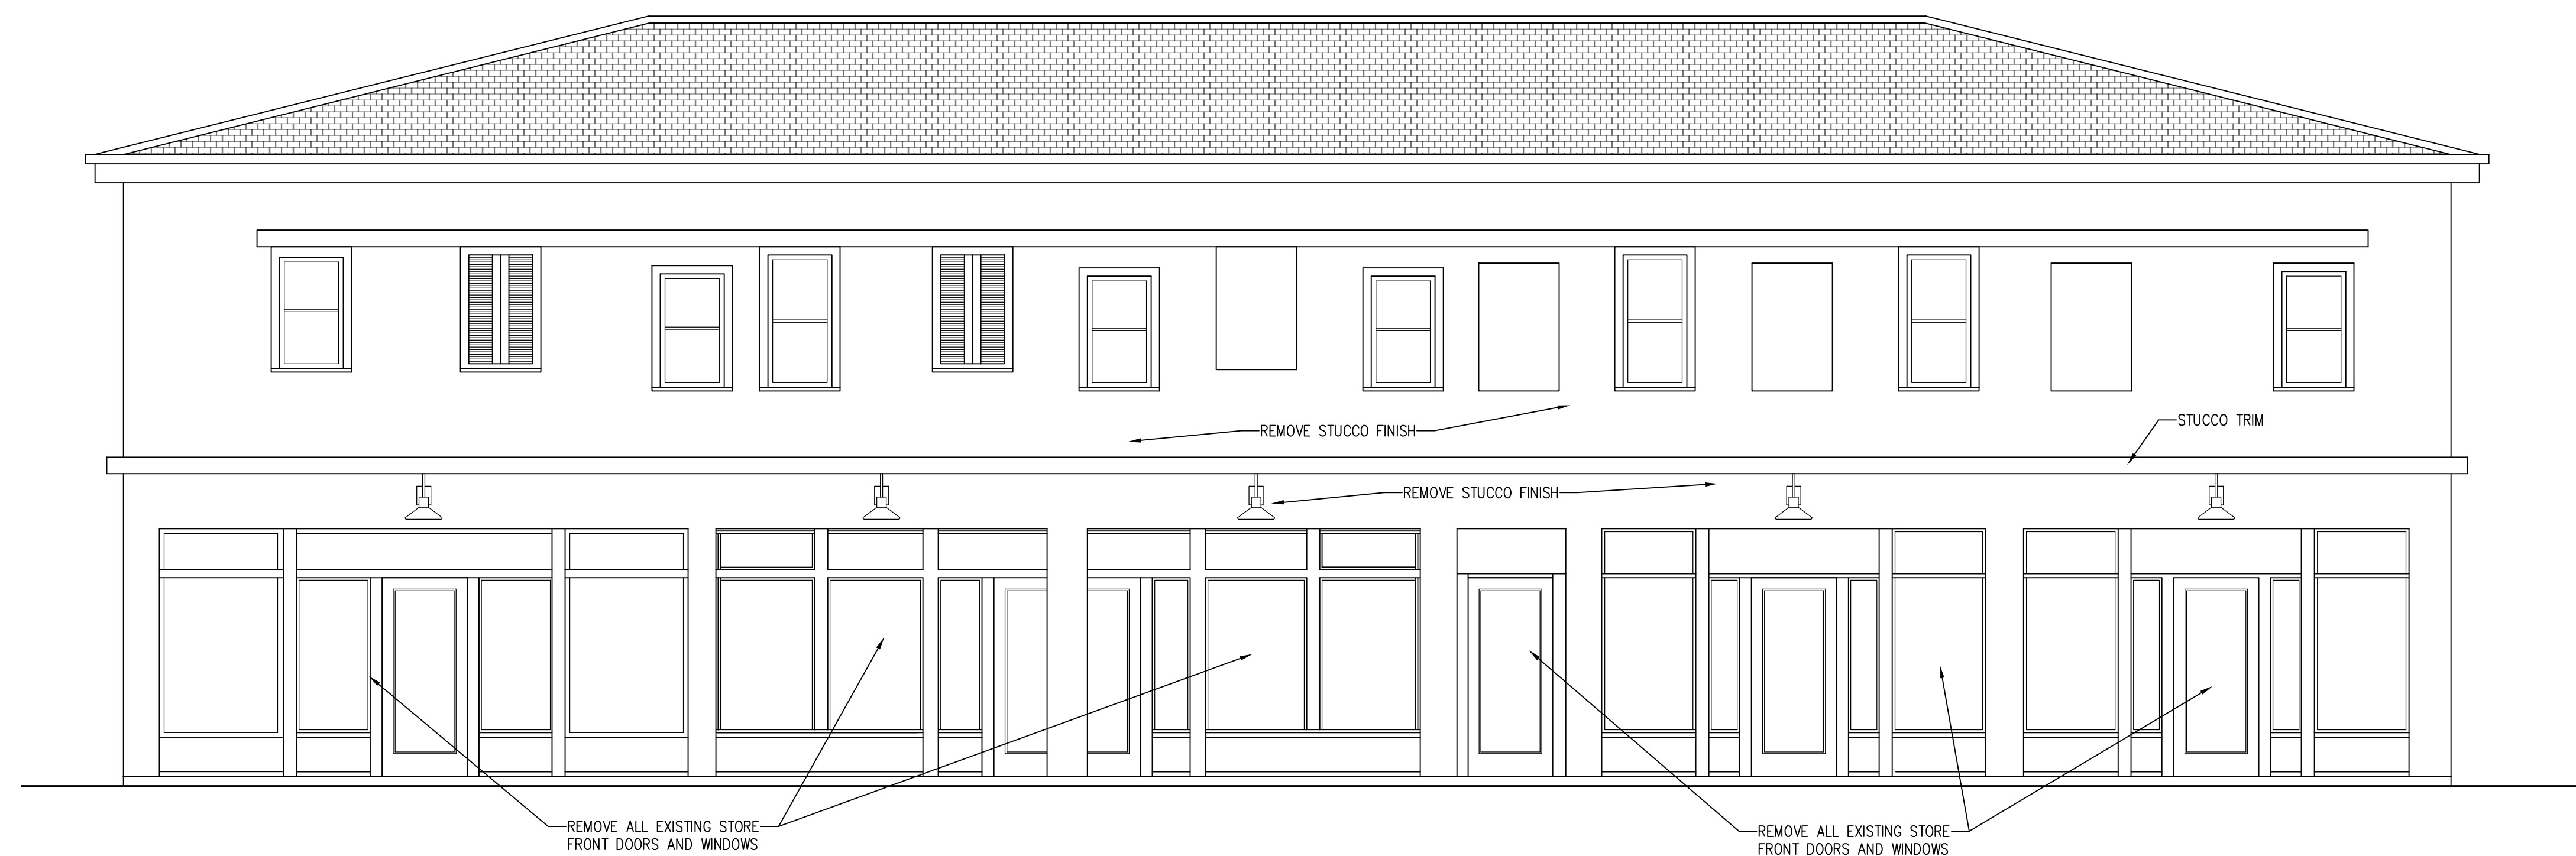 REMOVE STUCCO FINISH
STUCCO TRIM
REMOVE STUCCO FINISH
REMOVE ALL EXISTING STORE
FRONT DOORS AND WINDOWS
REMOVE ALL EXISTING STORE
FRONT DOORS AND WINDOWS